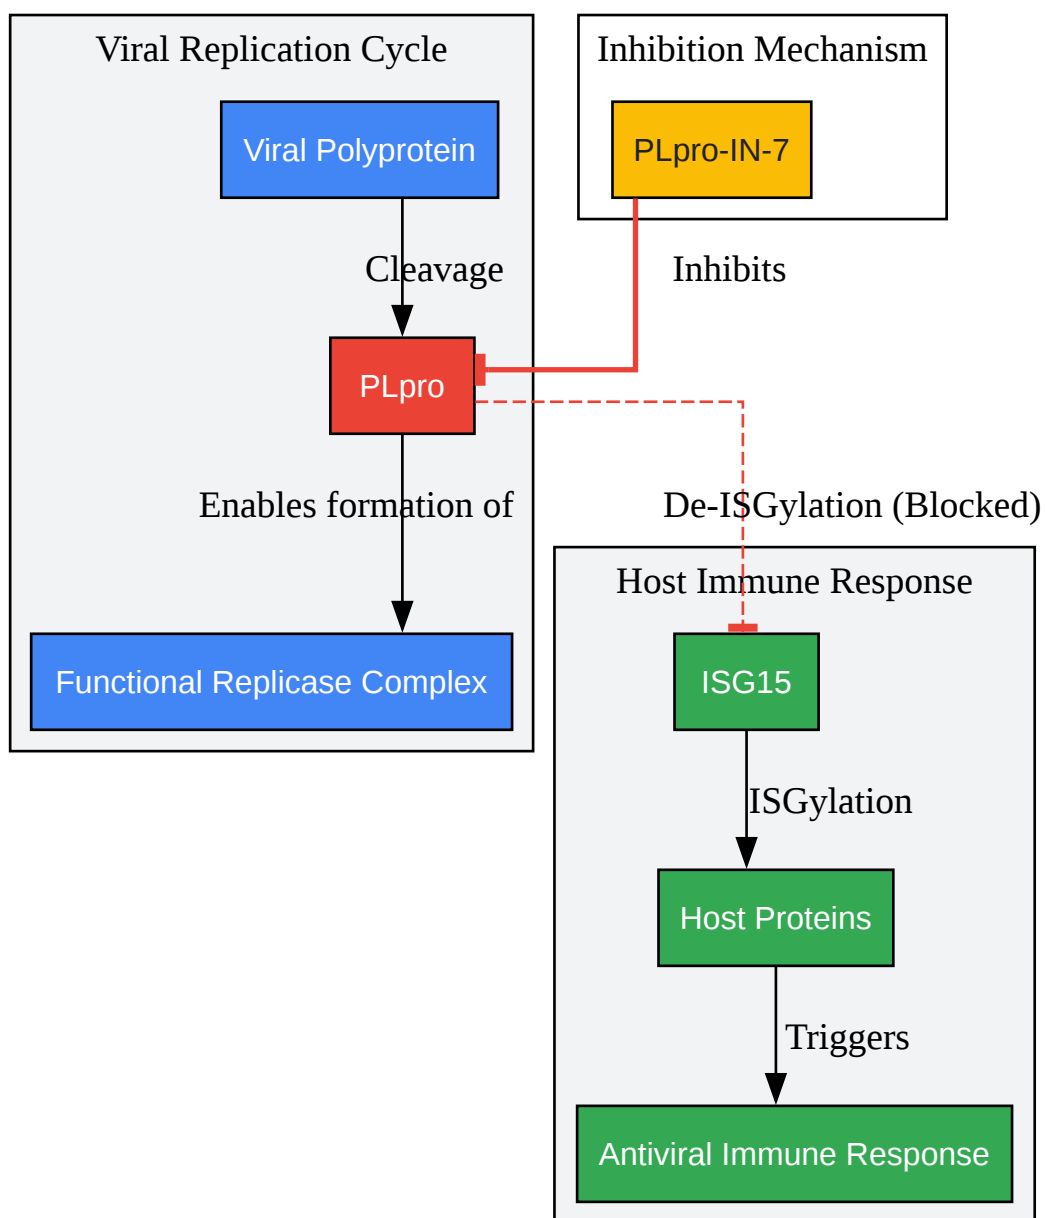 Viral Replication Cycle
Inhibition Mechanism
Viral Polyprotein
PLpro-IN-7
Cleavage
Inhibits
PLpro
Enables formation of
De-ISGylation (Blocked)
Host Immune Response
Functional Replicase Complex
ISG15
ISGylation
Host Proteins
Triggers
Antiviral Immune Response